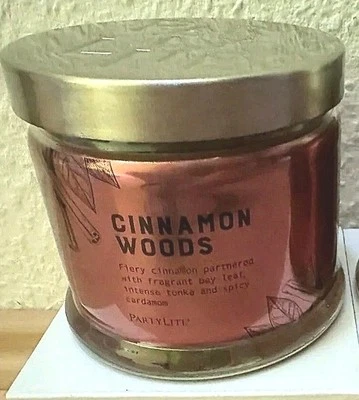 CINNAMON
WOODS
Fiery cinnamon partnered
with fragrant bay leaf,
intense tonka and spicy
cardamom
PARTYLITE